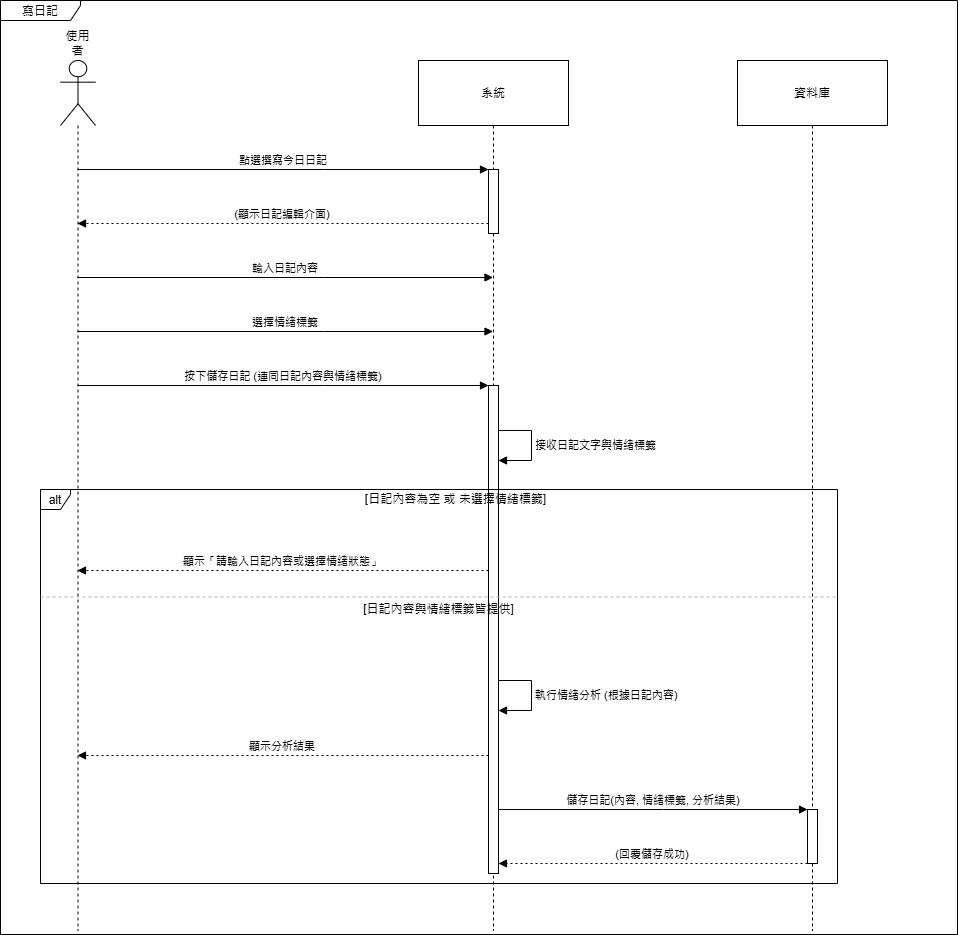 寫日記
使用
者
系統
資料庫
點選撰寫今日日記
(顯示日記編輯介面)
輸入日記內容
選擇情緒標籤
按下儲存日記 (連同日記內容與情緒標籤)
接收日記文字與情緒標籤
alt
[日記內容為空 或 未選擇情緒標籤]
顯示「請輸入日記內容或選擇情緒狀態」
[日記內容與情緒標籤皆提供]
執行情緒分析 (根據日記內容)
顯示分析結果
儲存日記(內容, 情緒標籤, 分析結果)
(回覆儲存成功)